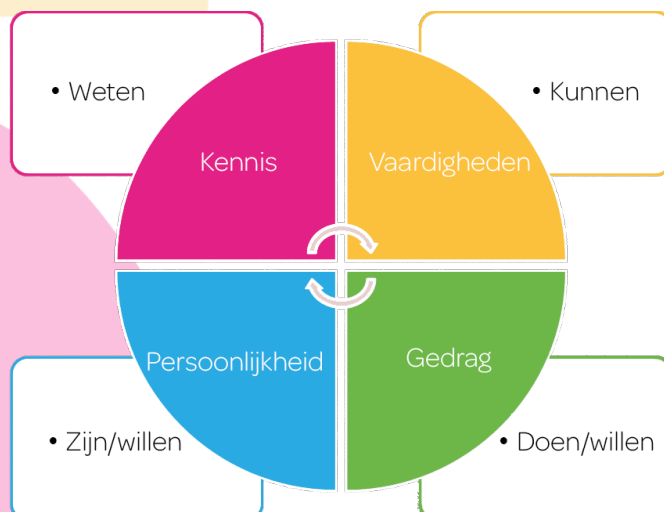 • Weten
• Kunnen
Kennis
Vaardigheden
Persoonlijkheid
Gedrag
• Zijn/willen
• Doen/willen